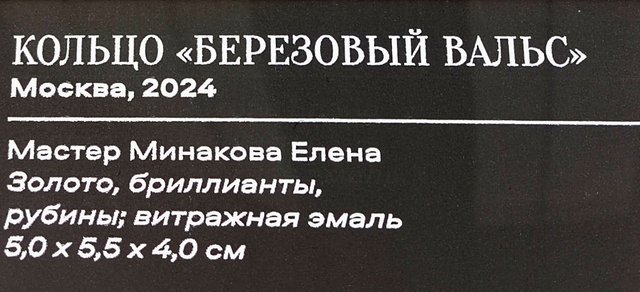 КОЛЬЦО «БЕРЕЗОВЫЙ ВАЛЬС»
Москва, 2024
Мастер Минакова Елена
Золото, бриллианты,
рубины; витражная эмаль
5,0 х 5,5 х 4,0 см